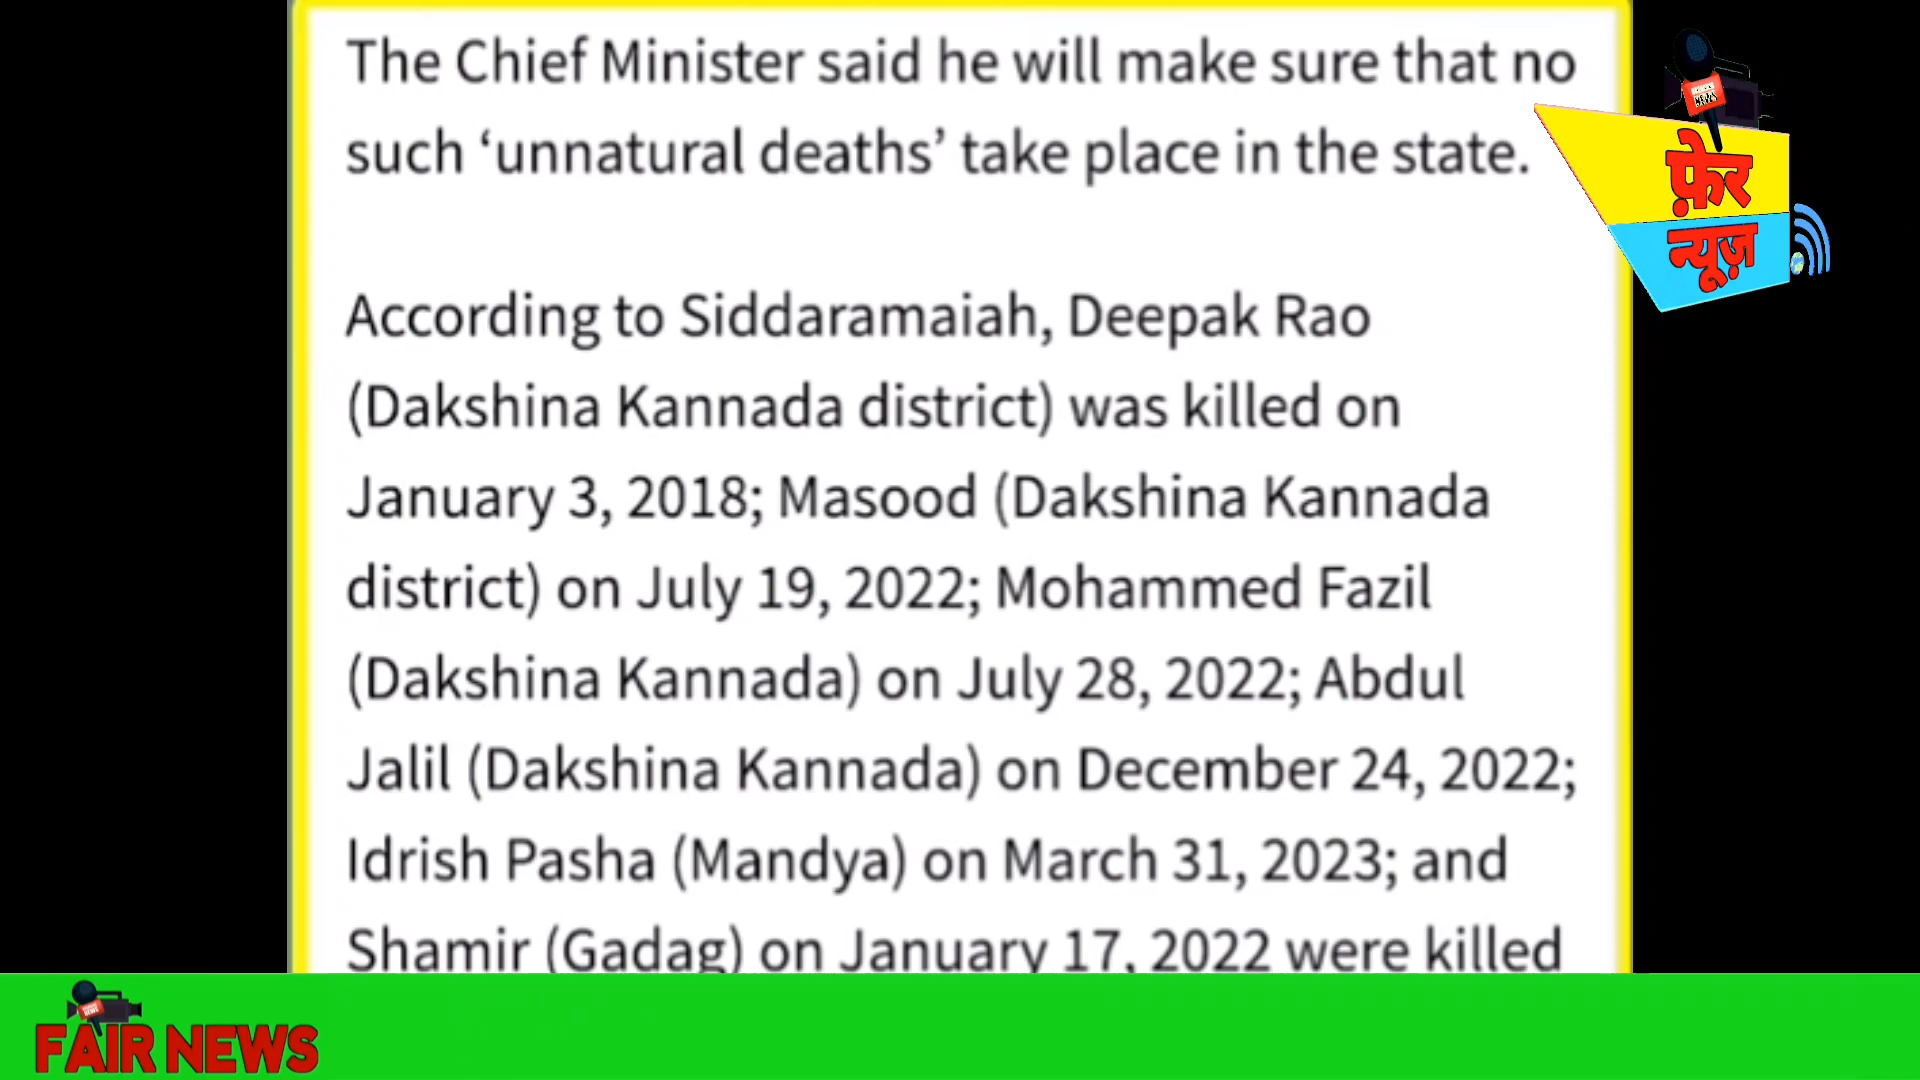 The Chief Minister said he will make sure that no
such ‘unnatural deaths’ take place in the state.
According to Siddaramaiah, Deepak Rao
(Dakshina Kannada district) was killed on
January 3, 2018; Masood (Dakshina Kannada
district) on July 19, 2022; Mohammed Fazil
(Dakshina Kannada) on July 28, 2022; Abdul
Jalil (Dakshina Kannada) on December 24, 2022;
Idrish Pasha (Mandya) on March 31, 2023; and
Shamir (Gadag) on January 17, 2022 were killed
NEWS
फ़ेर
न्यूज़
NEWS
FAIR NEWS